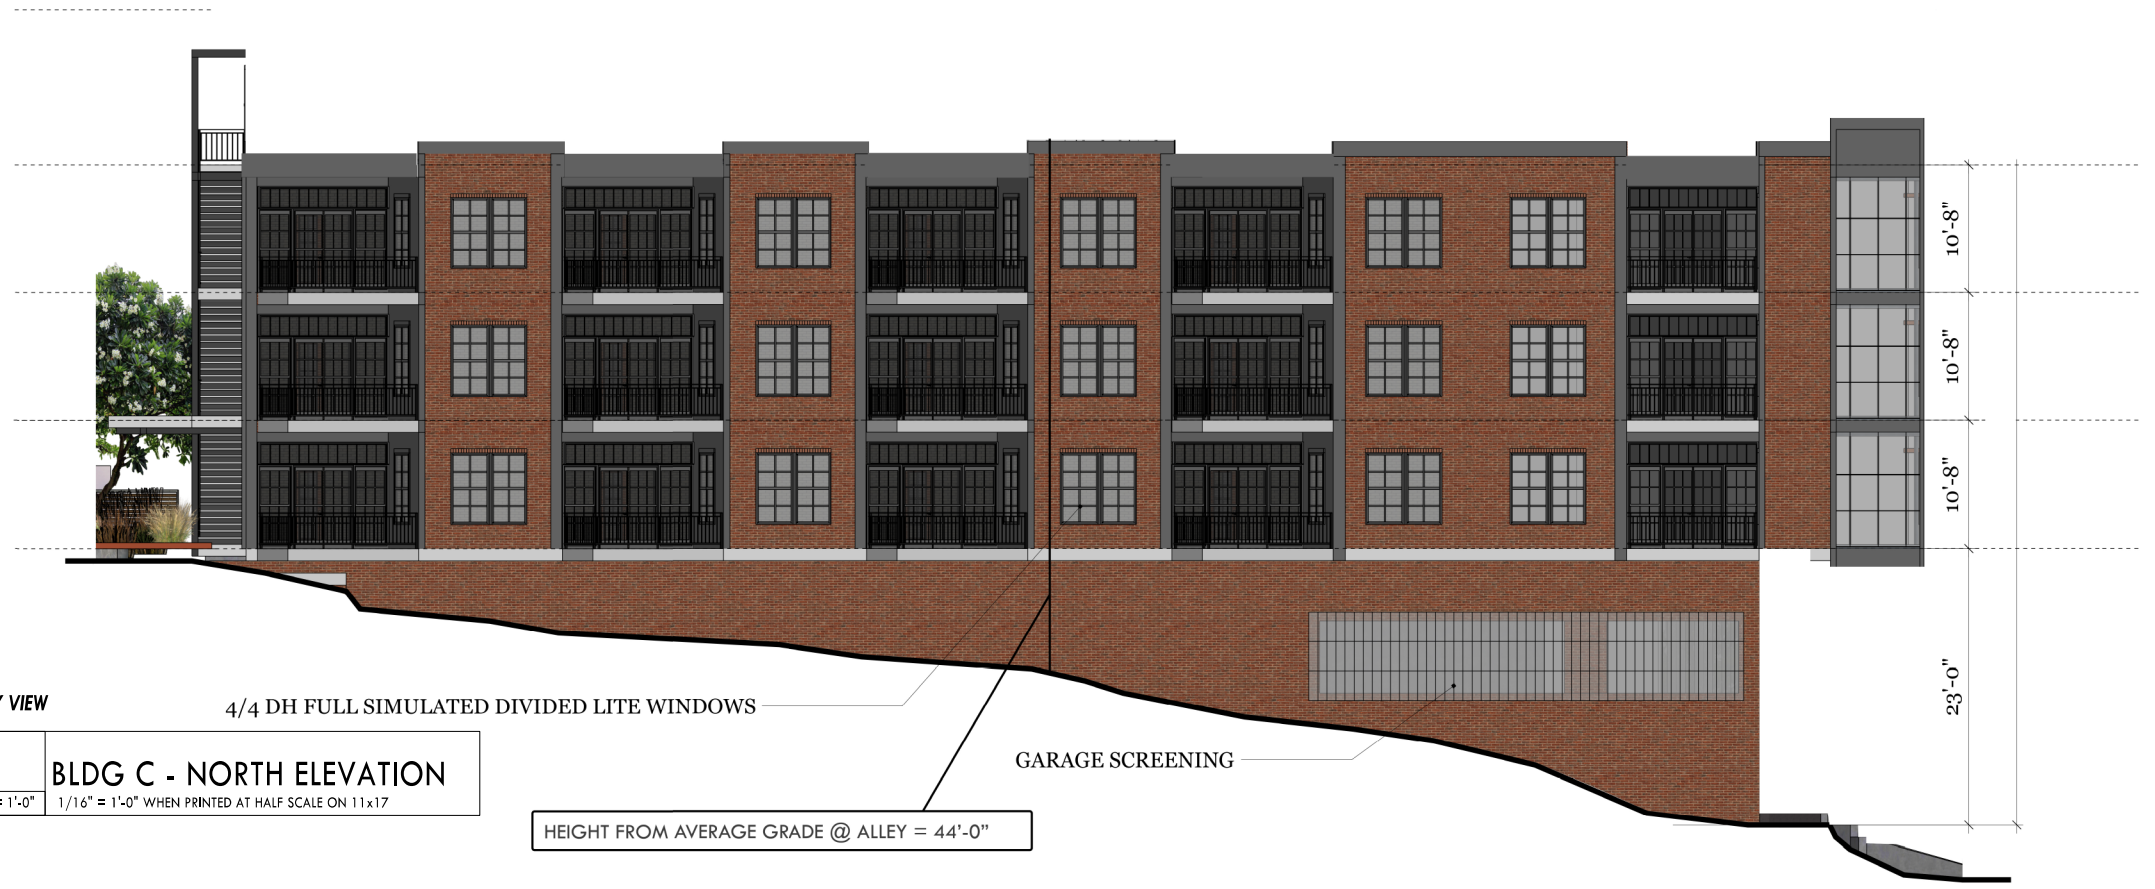 10'-8"
10'-8"
10'-8"
23'-0"
VIEW
4/4 DH FULL SIMULATED DIVIDED LITE WINDOWS
GARAGE SCREENING
BLDG C - NORTH ELEVATION
= 1'-0"
1/16" = 1'-0" WHEN PRINTED AT HALF SCALE ON 11x17
HEIGHT FROM AVERAGE GRADE @ ALLEY = 44'-0"